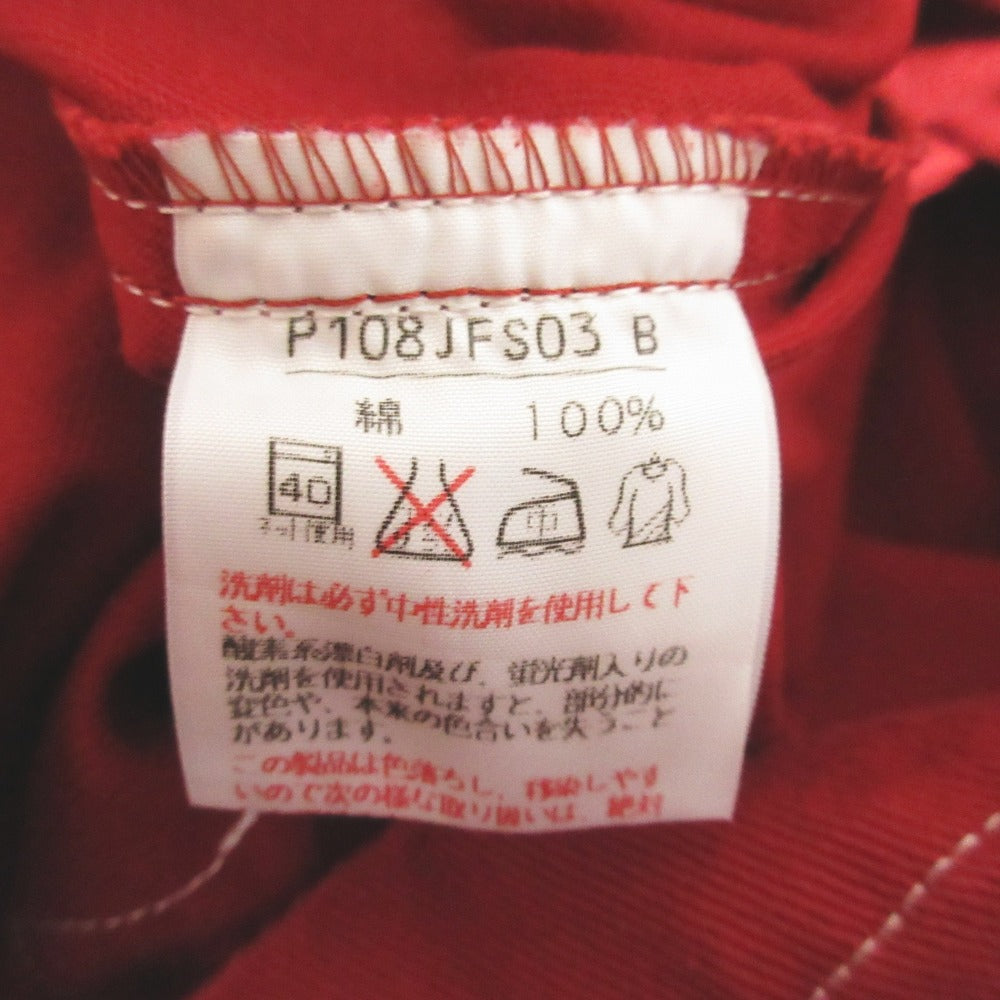 P108JFS03 B
綿 100%
40
ネット使用
中
洗剤は必ず中性洗剤を使用して下
さい。
酸素系漂白剤及び、蛍光剤入りの
洗剤を使用されますと、部分的に
変色や、本来の色合いを失うこと
があります。
この製品は色落ちし、移染しやす
いので次の様な取り扱いは、絶対